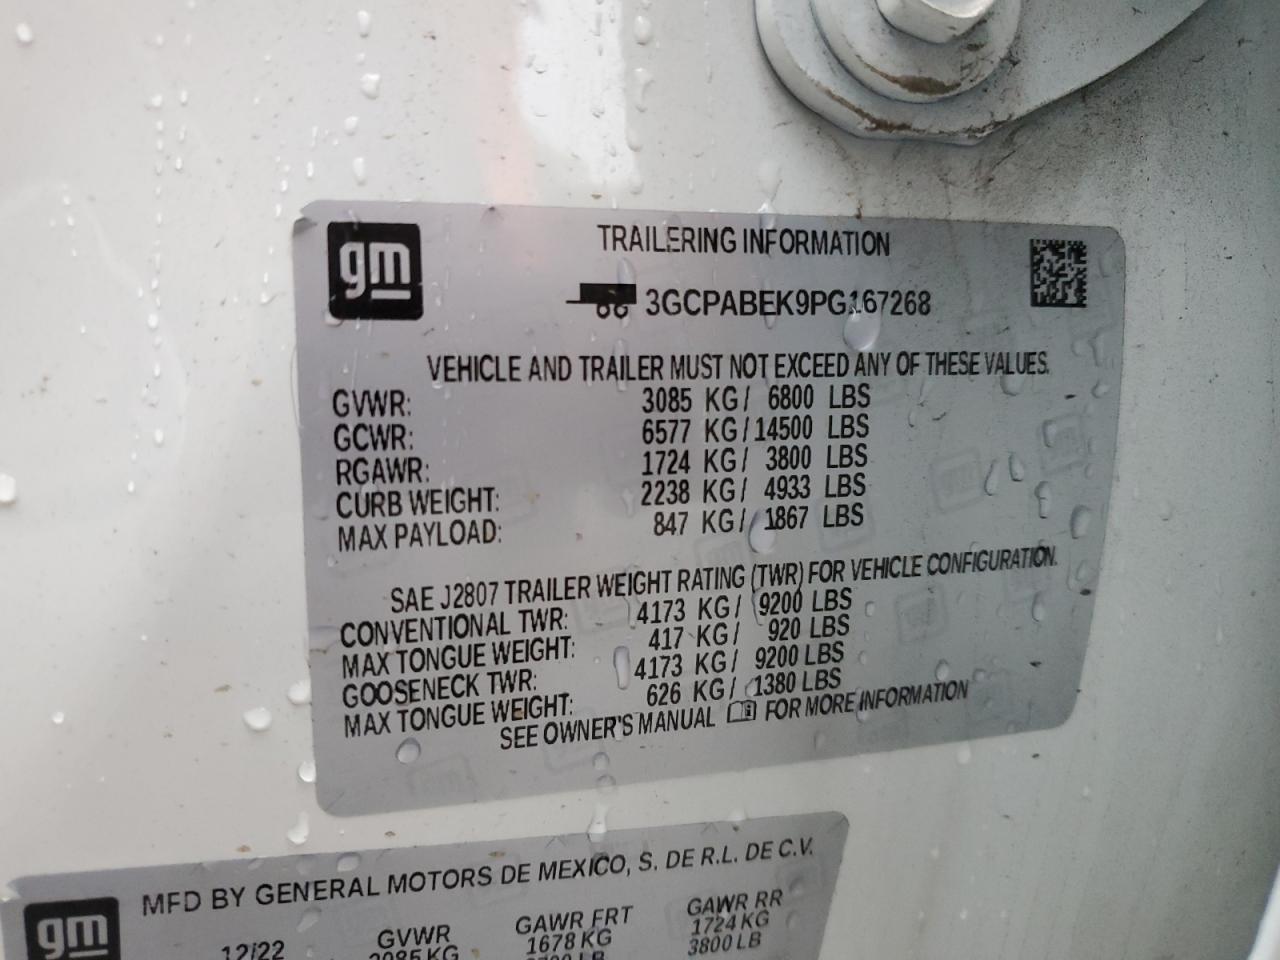 gm
TRAILERING INFORMATION
3GCPABEK9PG167268
VEHICLE AND TRAILER MUST NOT EXCEED ANY OF THESE VALUES.
GVWR: 3085 KG/ 6800 LBS
GCWR: 6577 KG/14500 LBS
RGAWR: 1724 KG/ 3800 LBS
CURB WEIGHT: 2238 KG/ 4933 LBS
MAX PAYLOAD: 847 KG/ 1867 LBS
SAE J2807 TRAILER WEIGHT RATING (TWR) FOR VEHICLE CONFIGURATION.
CONVENTIONAL TWR: 4173 KG/ 9200 LBS
MAX TONGUE WEIGHT: 417 KG/ 920 LBS
GOOSENECK TWR: 4173 KG/ 9200 LBS
MAX TONGUE WEIGHT: 626 KG/ 1380 LBS
SEE OWNER'S MANUAL FOR MORE INFORMATION
MFD BY GENERAL MOTORS DE MEXICO, S. DE R.L. DE C.V.
gm
12/22 GVWR GAWR FRT GAWR RR
1678 KG 1724 KG
3800 LB